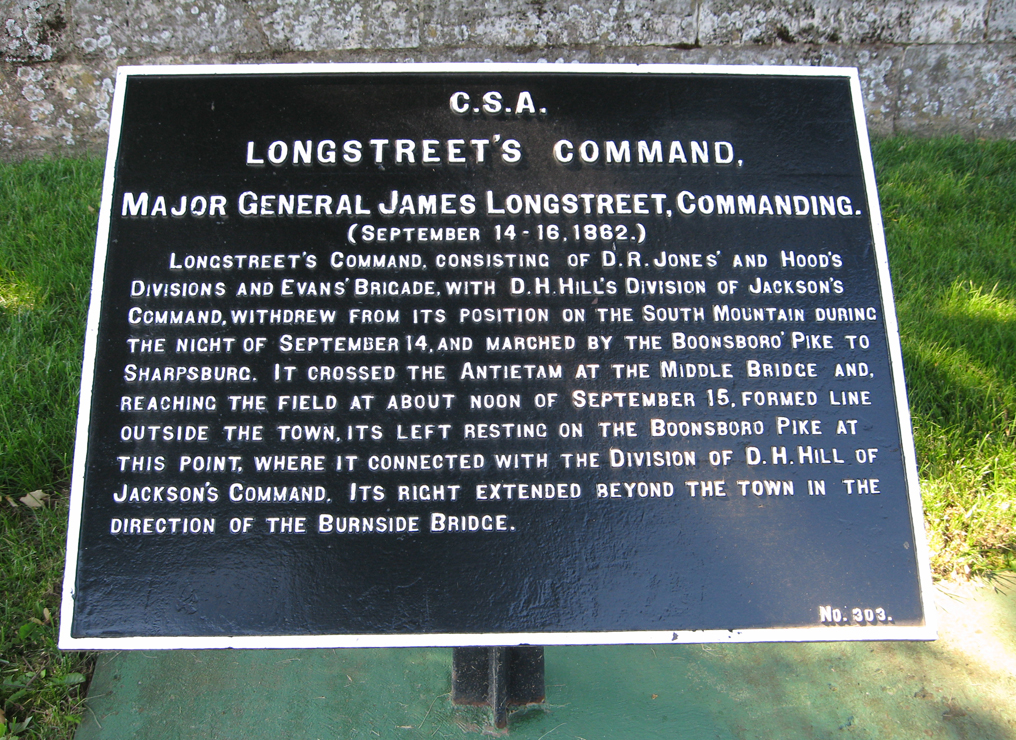 C.S.A.
LONGSTREET'S COMMAND,
MAJOR GENERAL JAMES LONGSTREET, COMMANDING.
(SEPTEMBER 14-16, 1862.)
LONGSTREET'S COMMAND, CONSISTING OF D.R. JONES' AND HOOD'S
DIVISIONS AND EVANS' BRIGADE, WITH D.H. HILL'S DIVISION OF JACKSON'S
COMMAND, WITHDREW FROM ITS POSITION ON THE SOUTH MOUNTAIN DURING
THE NIGHT OF SEPTEMBER 14, AND MARCHED BY THE BOONSBORO' PIKE TO
SHARPSBURG. IT CROSSED THE ANTIETAM AT THE MIDDLE BRIDGE AND,
REACHING THE FIELD AT ABOUT NOON OF SEPTEMBER 15, FORMED LINE
OUTSIDE THE TOWN, ITS LEFT RESTING ON THE BOONSBORO PIKE AT
THIS POINT, WHERE IT CONNECTED WITH THE DIVISION OF D.H. HILL OF
JACKSON'S COMMAND. ITS RIGHT EXTENDED BEYOND THE TOWN IN THE
DIRECTION OF THE BURNSIDE BRIDGE.
NO. 303.